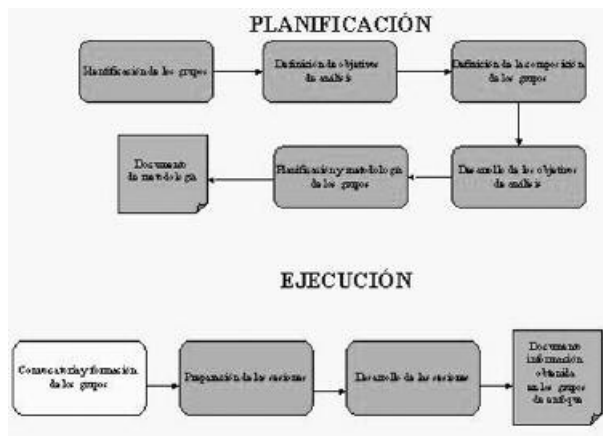 PLANIFICACIÓN
Planificación de los grupos
Definición de objetivos
de análisis
Definición de la composición
de los grupos
Documento
de metodología
Planificación y metodología
de los grupos
Desarrollo de los objetivos
de análisis
EJECUCIÓN
Convocatoria y formación
de los grupos
Preparación de las sesiones
Desarrollo de las sesiones
Documento
información
obtenida
en los grupos
de enfoque